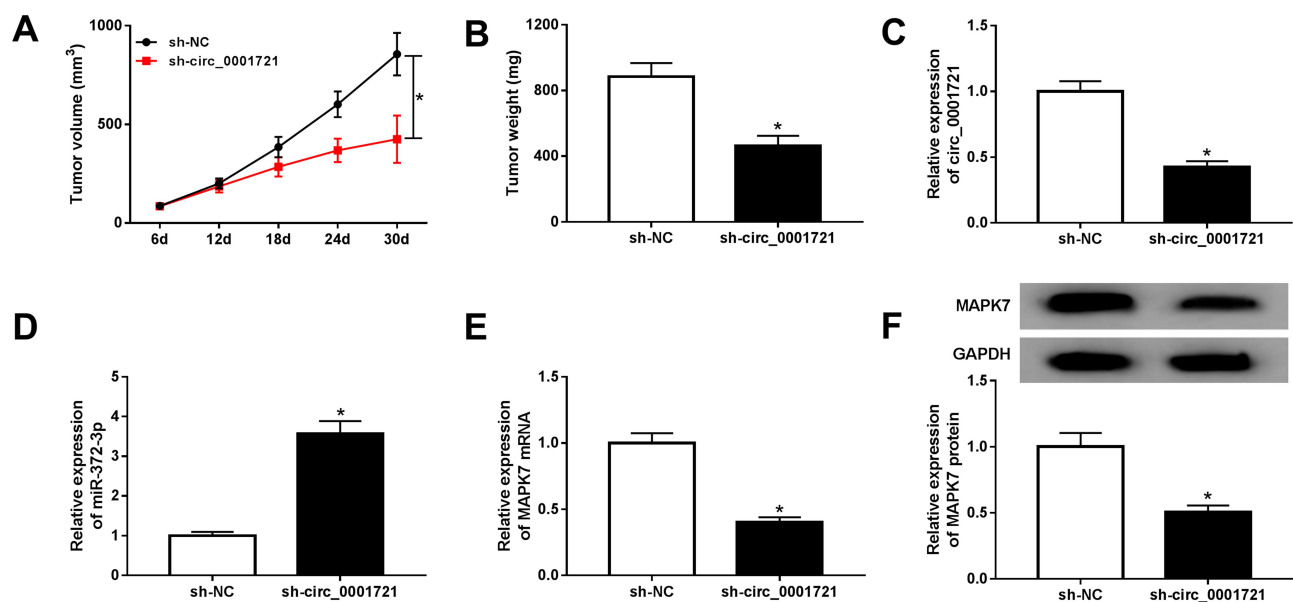 A
Tumor volume (mm³)
1000
500
0
sh-NC
sh-circ_0001721
*
6d 12d 18d 24d 30d
B
Tumor weight (mg)
1200
800
400
0
*
sh-NC sh-circ_0001721
C
Relative expression
of circ_0001721
1.5
1.0
0.5
0.0
*
sh-NC sh-circ_0001721
D
Relative expression
of miR-372-3p
5
4
3
2
1
0
*
sh-NC sh-circ_0001721
E
Relative expression
of MAPK7 mRNA
1.5
1.0
0.5
0.0
*
sh-NC sh-circ_0001721
F
MAPK7
GAPDH
Relative expression
of MAPK7 protein
1.5
1.0
0.5
0.0
*
sh-NC sh-circ_0001721